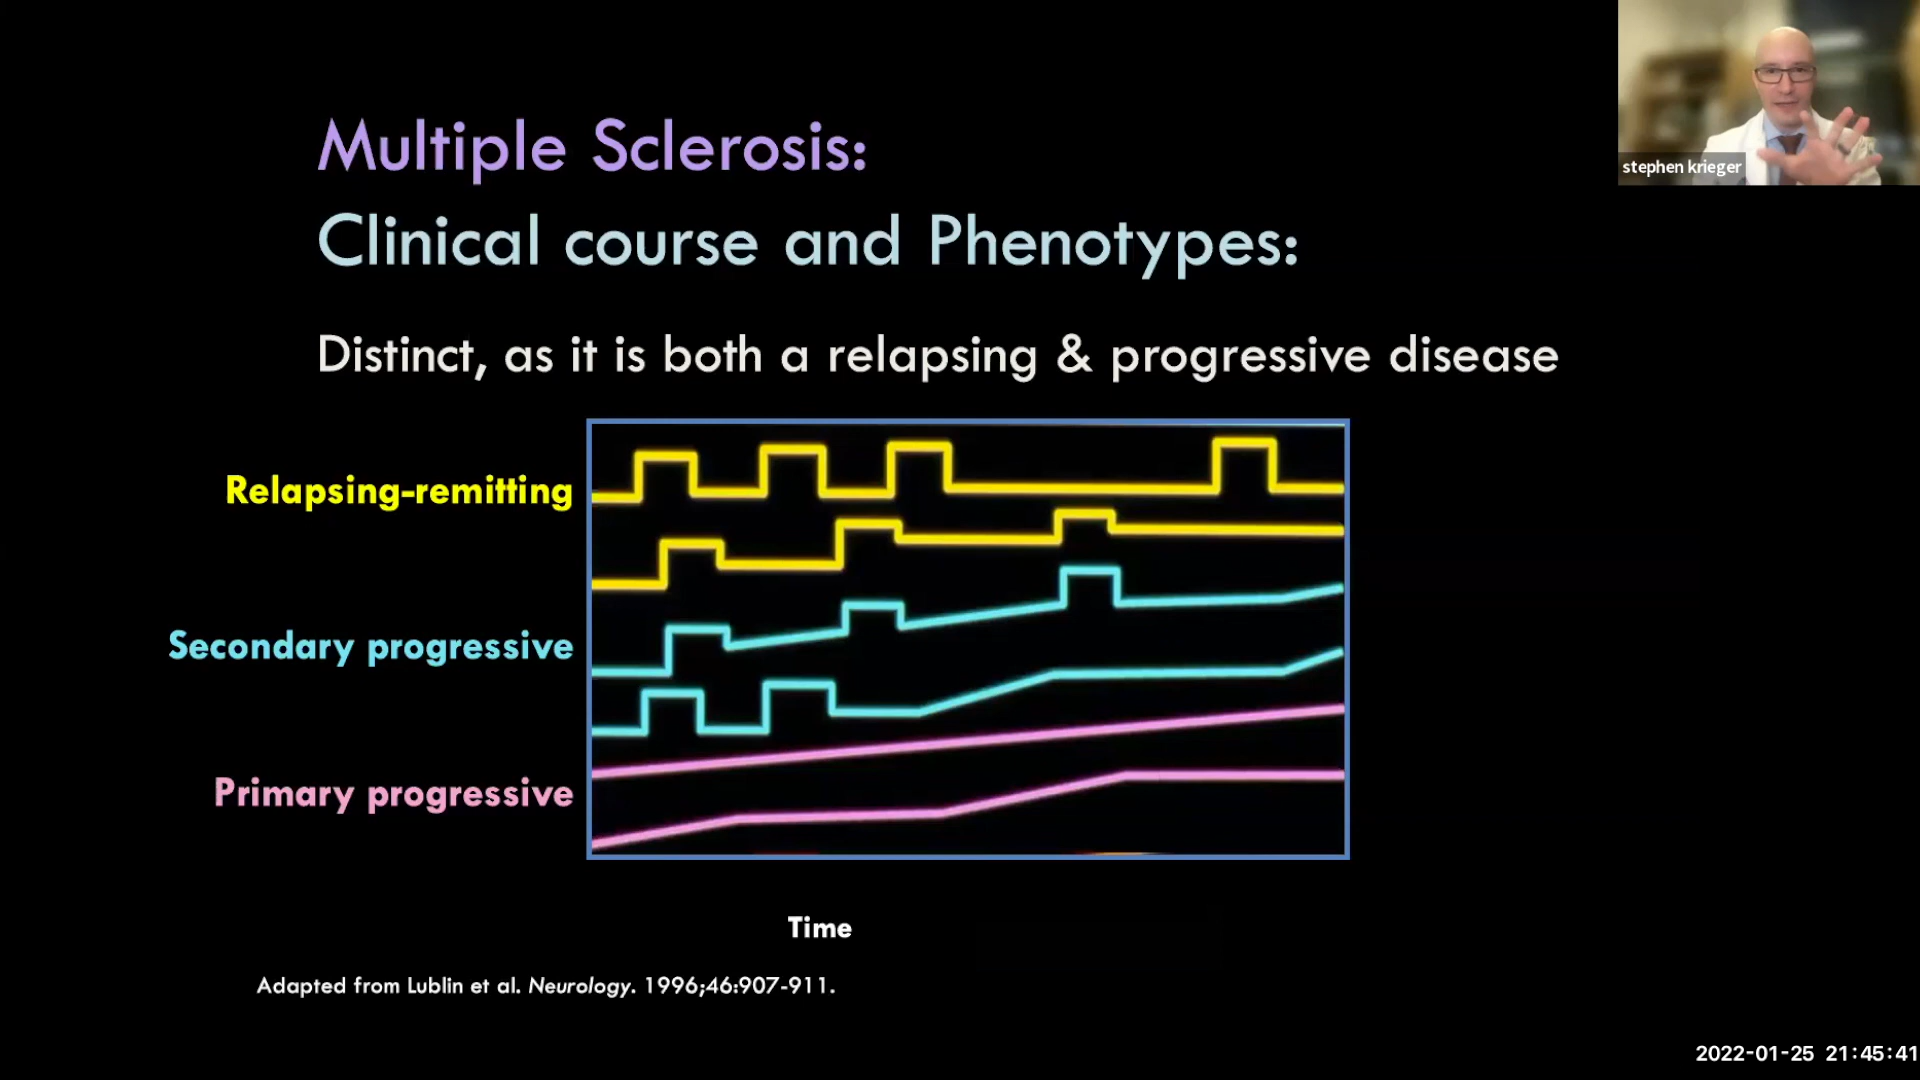 Multiple Sclerosis:
Clinical course and Phenotypes:
stephen krieger
Distinct, as it is both a relapsing & progressive disease
Relapsing-remitting
Secondary progressive
Primary progressive
Time
Adapted from Lublin et al. Neurology. 1996;46:907-911.
2022-01-25 21:45:41